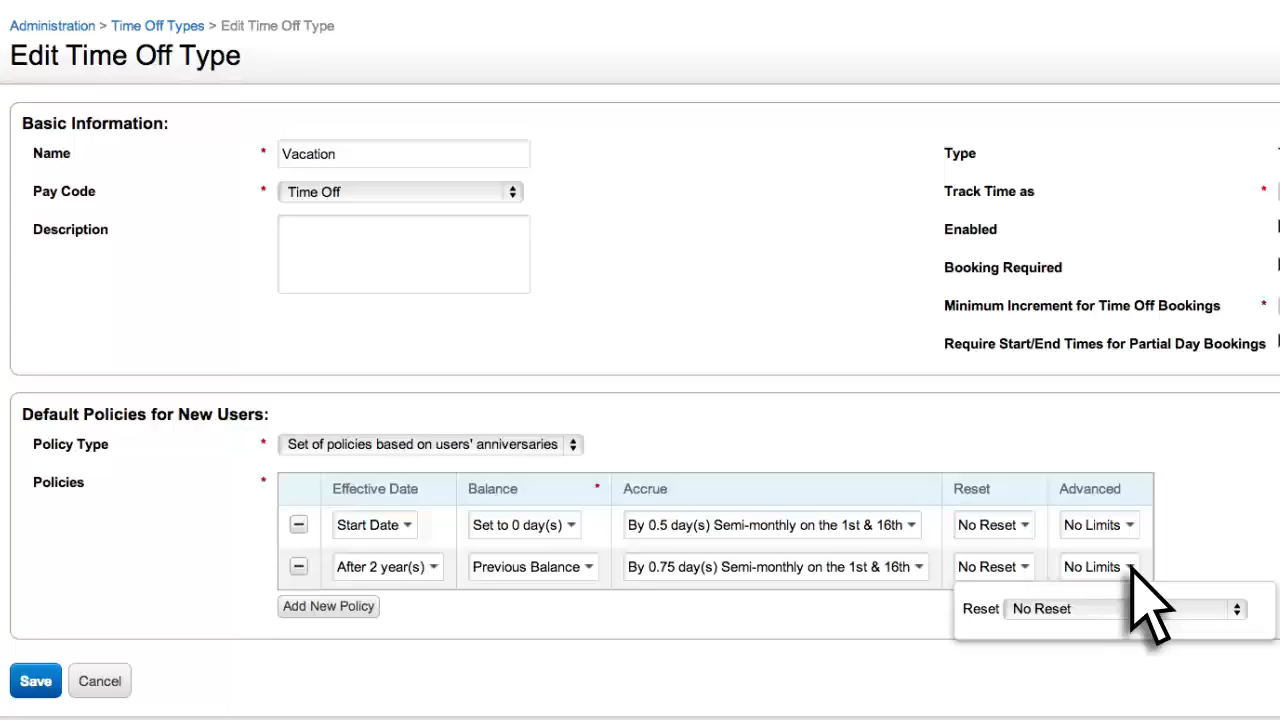 Administration > Time Off Types > Edit Time Off Type
Edit Time Off Type
Basic Information:
Name * Vacation
Type
Pay Code * Time Off
Track Time as *
Description
Enabled
Booking Required
Minimum Increment for Time Off Bookings *
Require Start/End Times for Partial Day Bookings
Default Policies for New Users:
Policy Type * Set of policies based on users' anniversaries
Policies *
Effective Date Balance * Accrue Reset Advanced
Start Date Set to 0 day(s) By 0.5 day(s) Semi-monthly on the 1st & 16th No Reset No Limits
After 2 year(s) Previous Balance By 0.75 day(s) Semi-monthly on the 1st & 16th No Reset No Limits
Add New Policy
Reset No Reset
Save Cancel